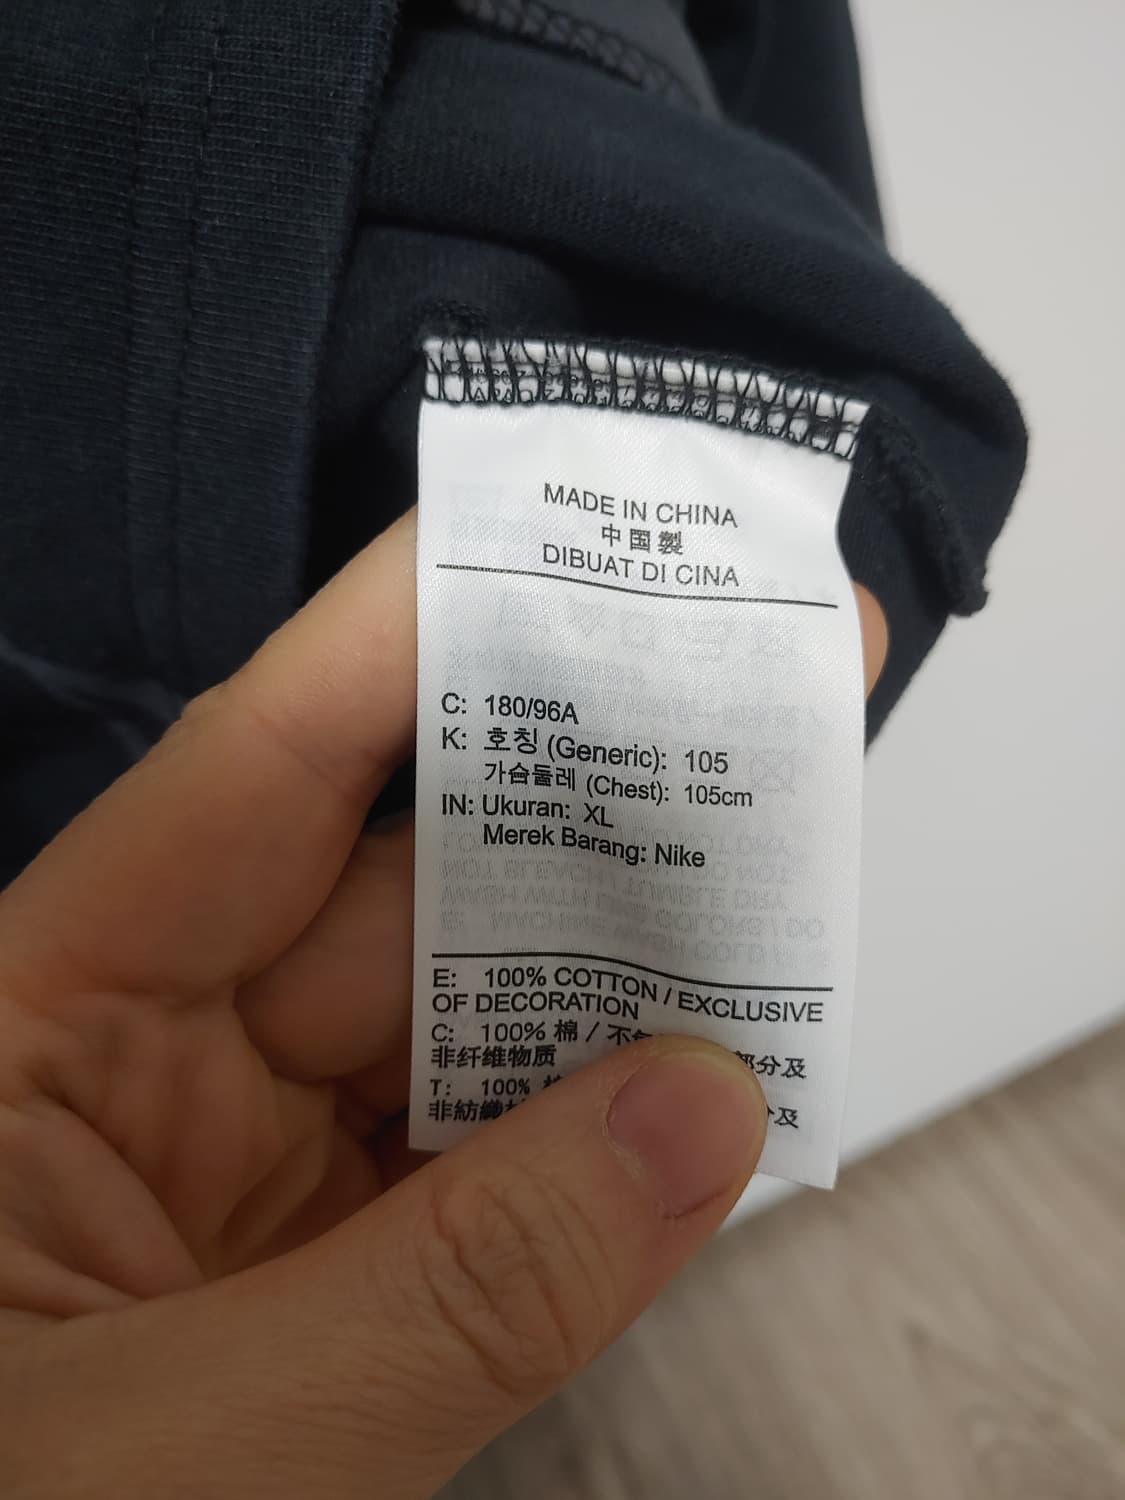 MADE IN CHINA
中国製
DIBUAT DI CINA
C: 180/96A
K: 호칭 (Generic): 105
가슴둘레 (Chest): 105cm
IN: Ukuran: XL
Merek Barang: Nike
E: 100% COTTON / EXCLUSIVE
OF DECORATION
C: 100% 棉 / 不 部分及
非纤维物质
T: 100%
非紡織 及